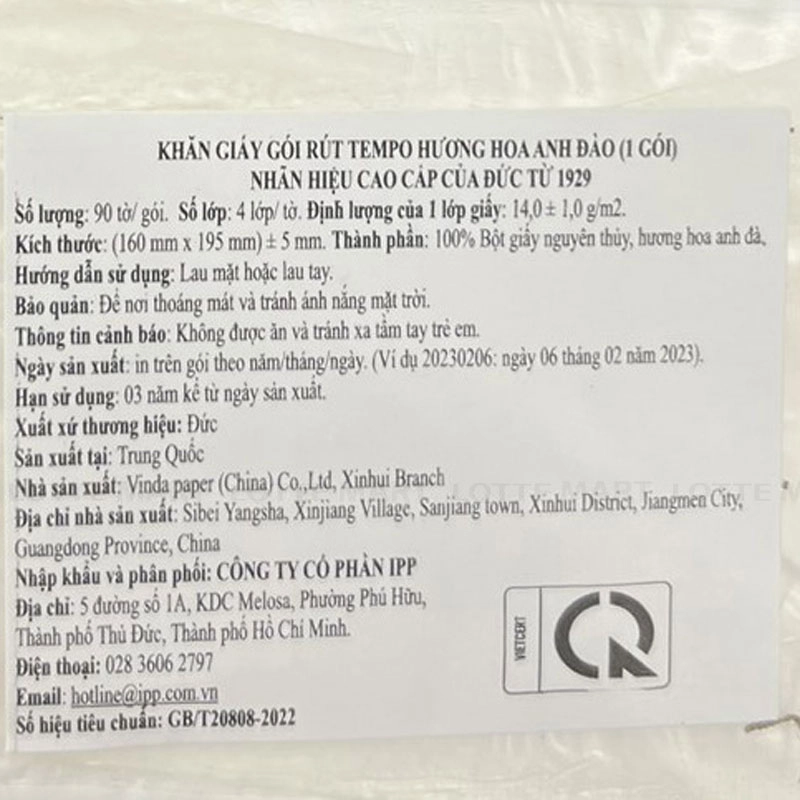 KHĂN GIẤY GÓI RÚT TEMPO HƯƠNG HOA ANH ĐÀO (1 GÓI)
NHÃN HIỆU CAO CẤP CỦA ĐỨC TỪ 1929
Số lượng: 90 tờ/ gói. Số lớp: 4 lớp/ tờ. Định lượng của 1 lớp giấy: 14,0 ± 1,0 g/m2.
Kích thước: (160 mm x 195 mm) ± 5 mm. Thành phần: 100% Bột giấy nguyên thủy, hương hoa anh đà,
Hướng dẫn sử dụng: Lau mặt hoặc lau tay.
Bảo quản: Để nơi thoáng mát và tránh ánh nắng mặt trời.
Thông tin cảnh báo: Không được ăn và tránh xa tầm tay trẻ em.
Ngày sản xuất: in trên gói theo năm/tháng/ngày. (Ví dụ 20230206: ngày 06 tháng 02 năm 2023).
Hạn sử dụng: 03 năm kể từ ngày sản xuất.
Xuất xứ thương hiệu: Đức
Sản xuất tại: Trung Quốc
Nhà sản xuất: Vinda paper (China) Co.,Ltd, Xinhui Branch
LOTTE MART LOTTE M
Địa chỉ nhà sản xuất: Sibei Yangsha, Xinjiang Village, Sanjiang town, Xinhui District, Jiangmen City,
Guangdong Province, China
Nhập khẩu và phân phối: CÔNG TY CỔ PHẦN IPP
Địa chỉ: 5 đường số 1A, KDC Melosa, Phường Phú Hữu,
Thành phố Thủ Đức, Thành phố Hồ Chí Minh.
Điện thoại: 028 3606 2797
Email: hotline@ipp.com.vn
Số hiệu tiêu chuẩn: GB/T20808-2022
VIETCERT